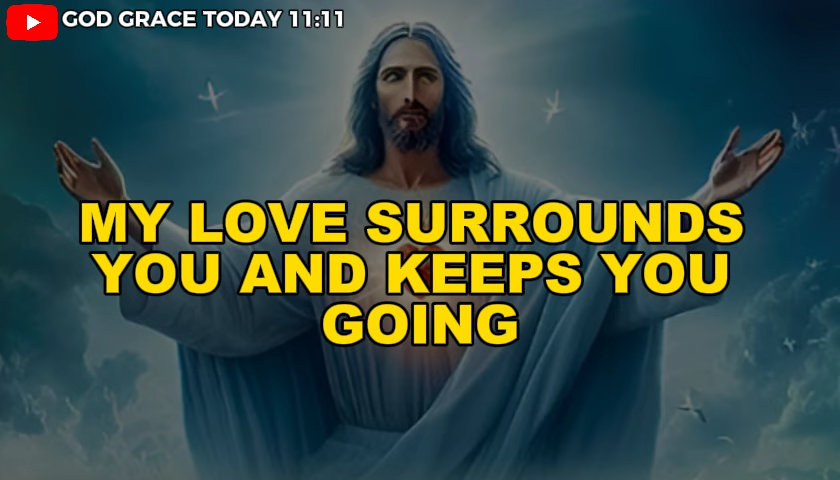 GOD GRACE TODAY 11:11
MY LOVE SURROUNDS
YOU AND KEEPS YOU
GOING